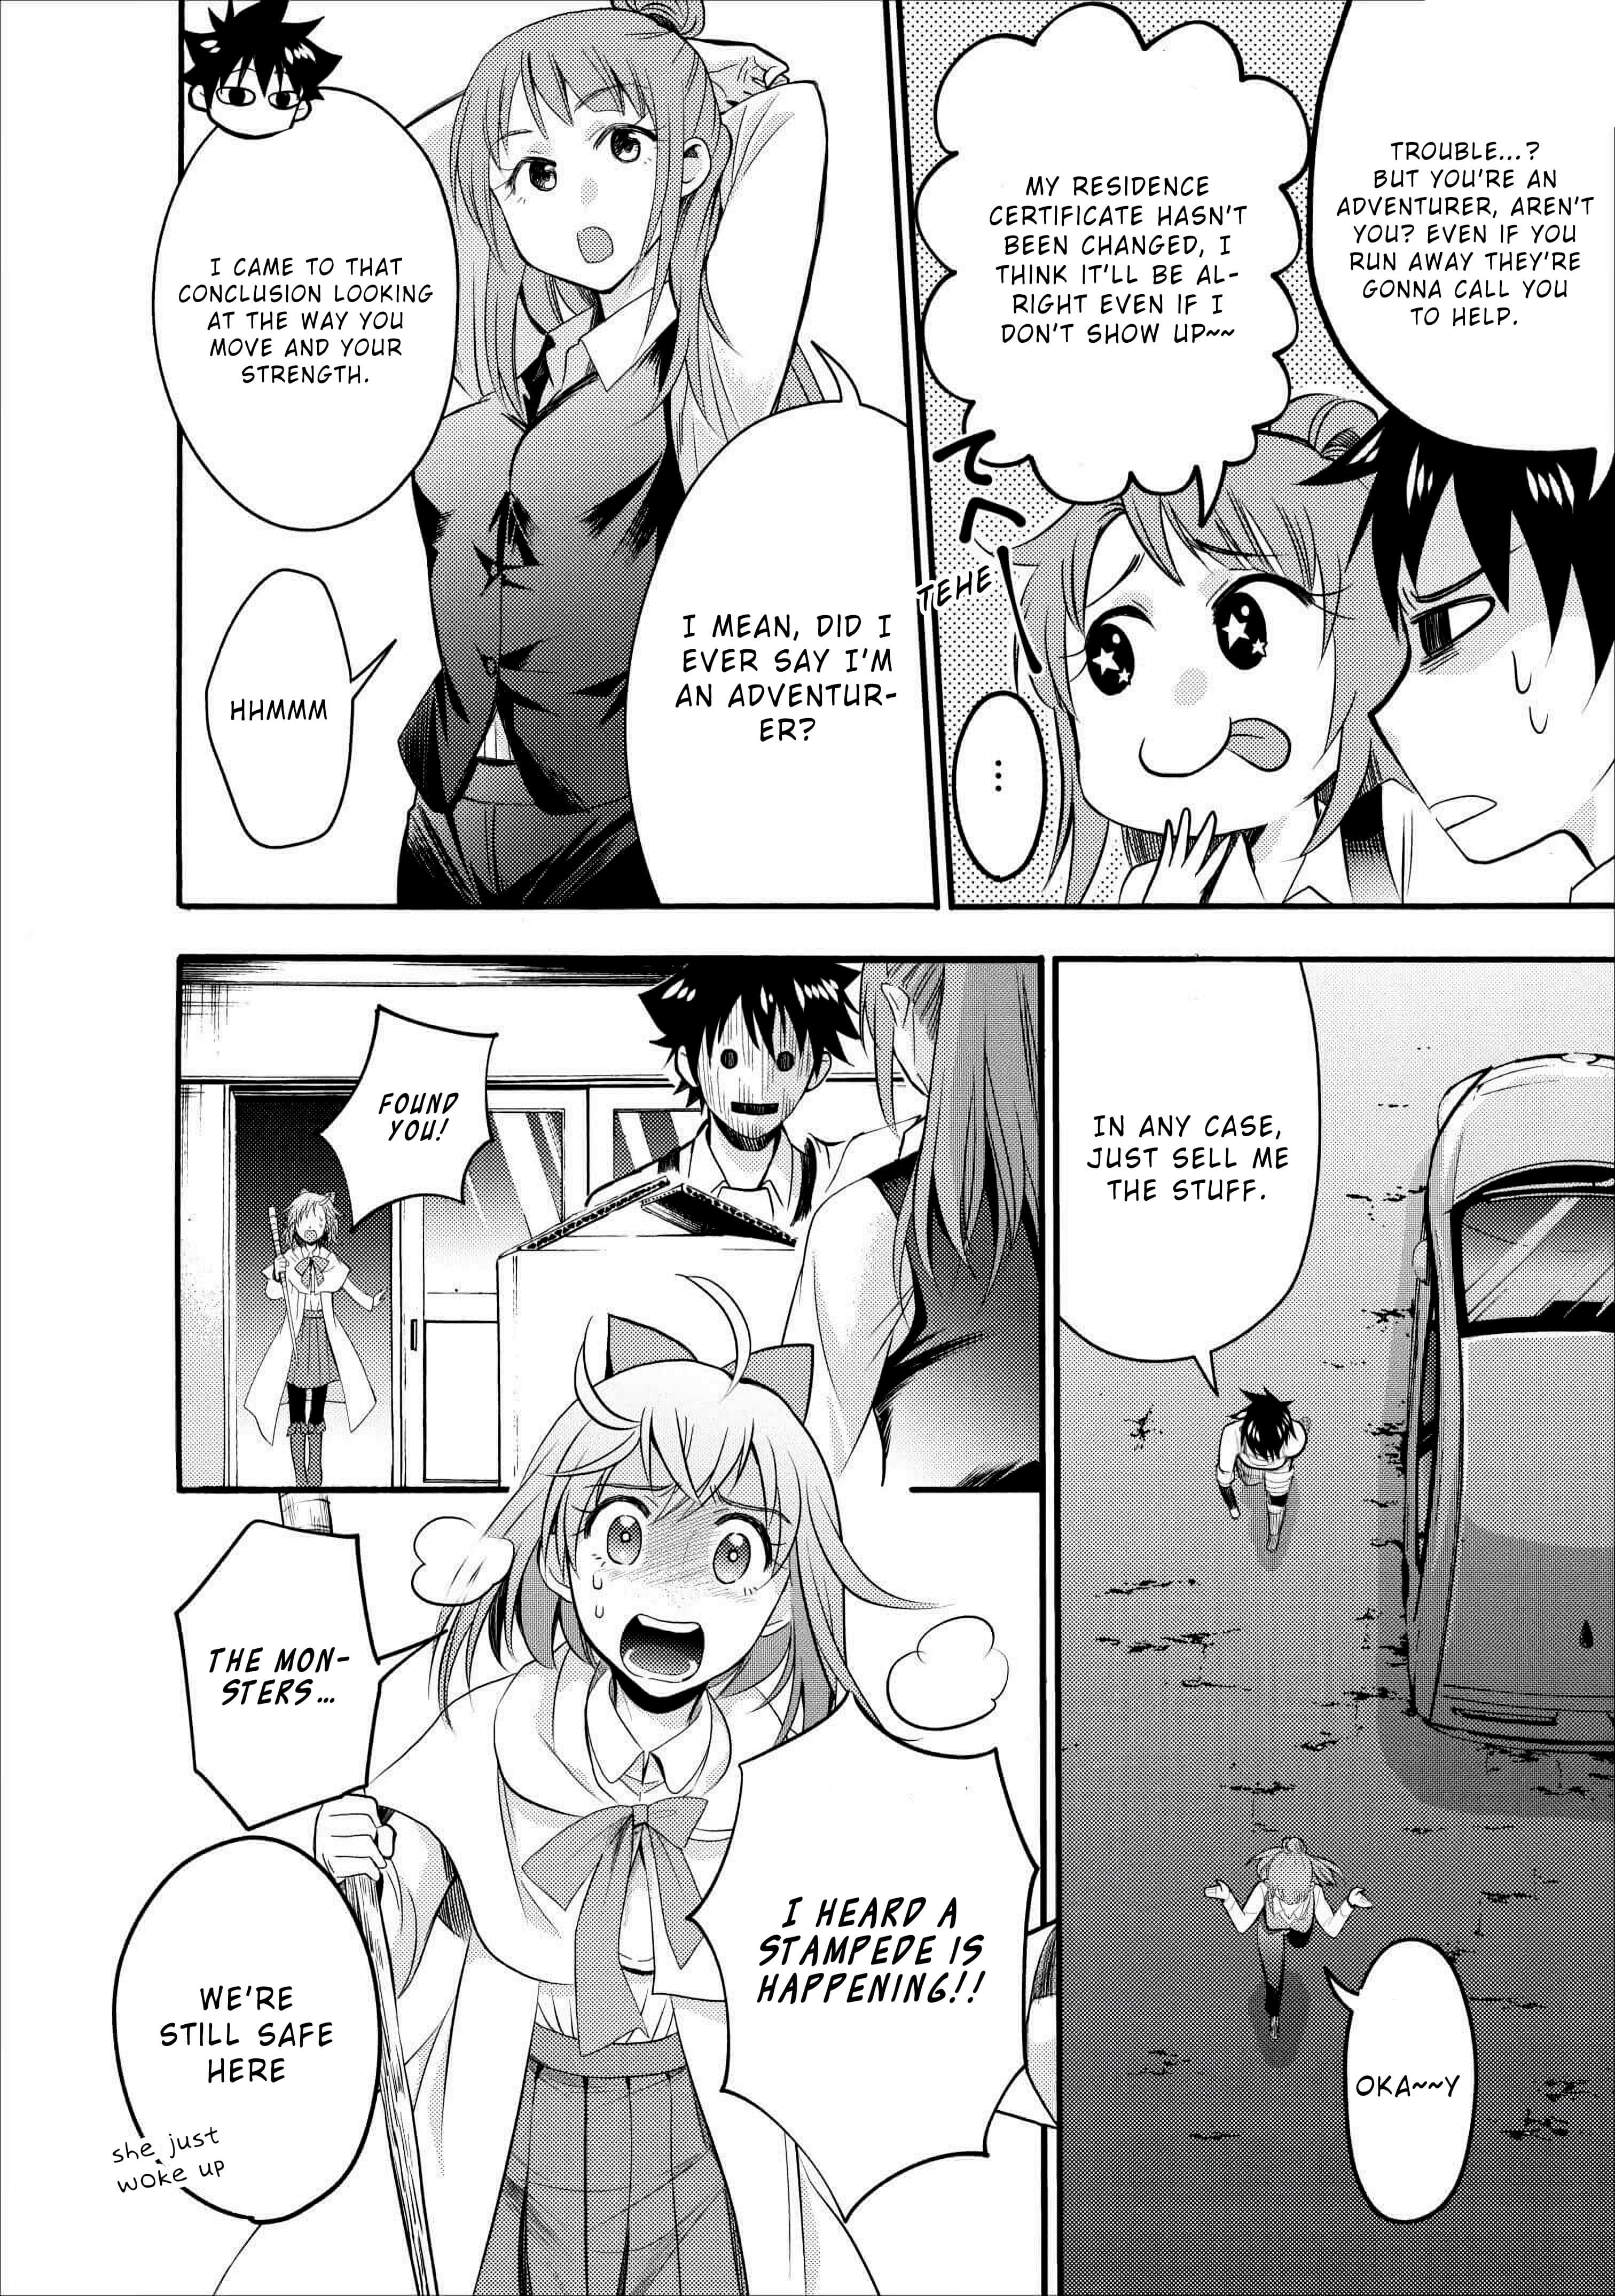 TROUBLE...?
BUT YOU'RE AN
ADVENTURER, AREN'T
YOU? EVEN IF YOU
RUN AWAY THEY'RE
GONNA CALL YOU
TO HELP.
MY RESIDENCE
CERTIFICATE HASN'T
BEEN CHANGED, I
THINK IT'LL BE AL-
RIGHT EVEN IF I
DON'T SHOW UP~~
てへっ
TEHE
...
I MEAN, DID I
EVER SAY I'M
AN ADVENTUR-
ER?
I CAME TO THAT
CONCLUSION LOOKING
AT THE WAY YOU
MOVE AND YOUR
STRENGTH.
HHMMM
IN ANY CASE,
JUST SELL ME
THE STUFF.
OKA~~Y
FOUND
YOU!
I HEARD A
STAMPEDE IS
HAPPENING!!
THE MON-
STERS...
WE'RE
STILL SAFE
HERE
she just
woke up